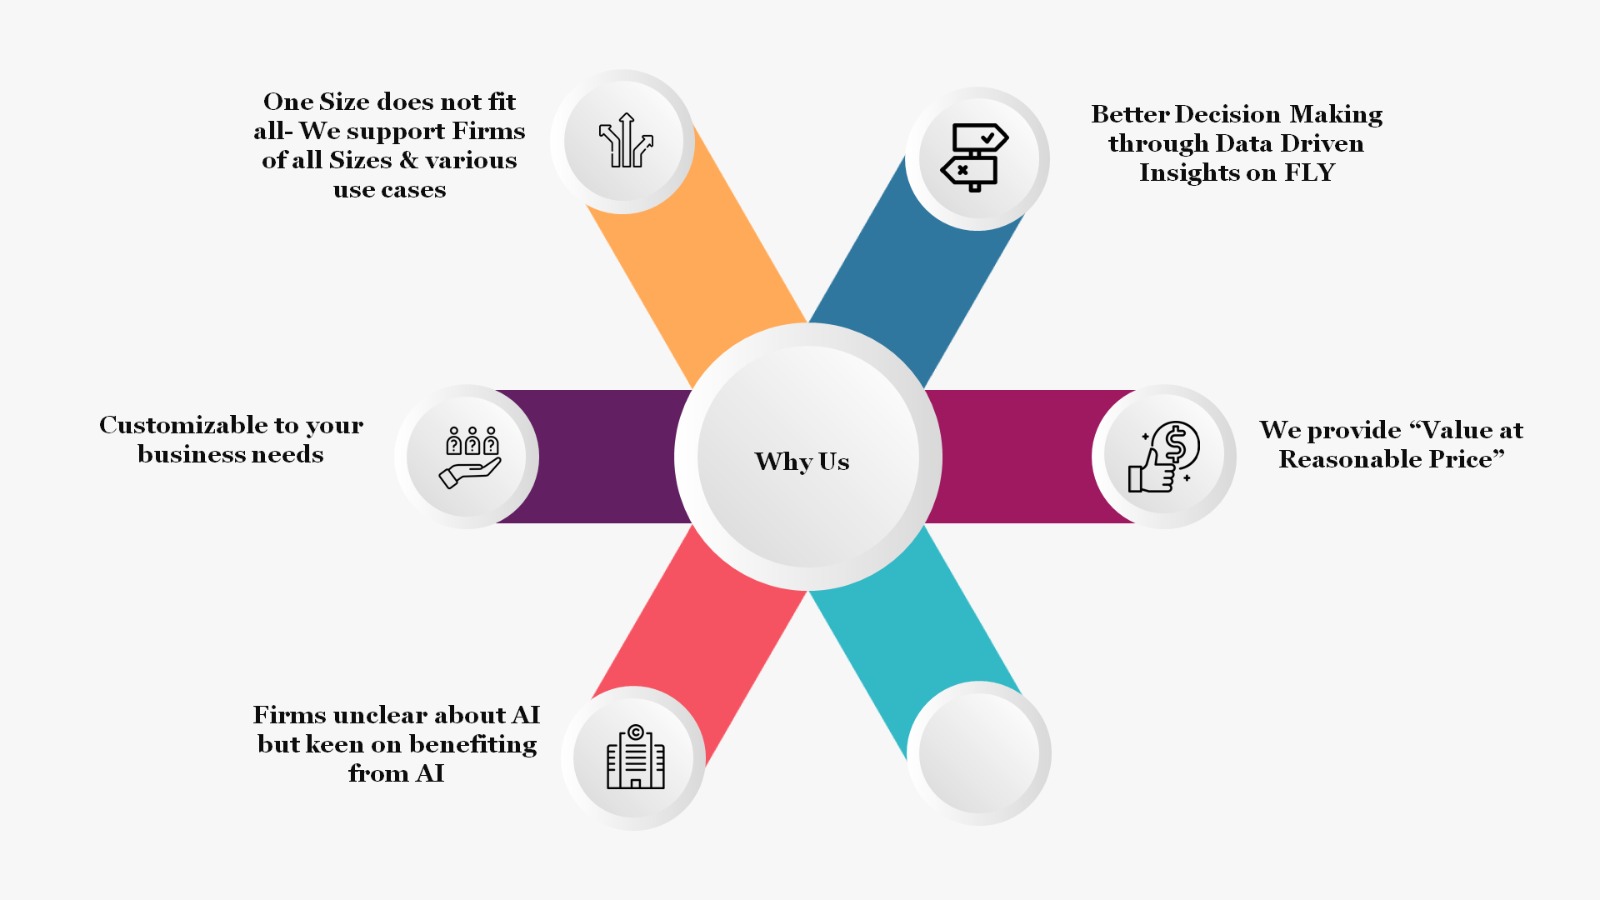 One Size does not fit
all- We support Firms
of all Sizes & various
use cases
Better Decision Making
through Data Driven
Insights on FLY
Customizable to your
business needs
Why Us
We provide “Value at
Reasonable Price”
Firms unclear about AI
but keen on benefiting
from AI